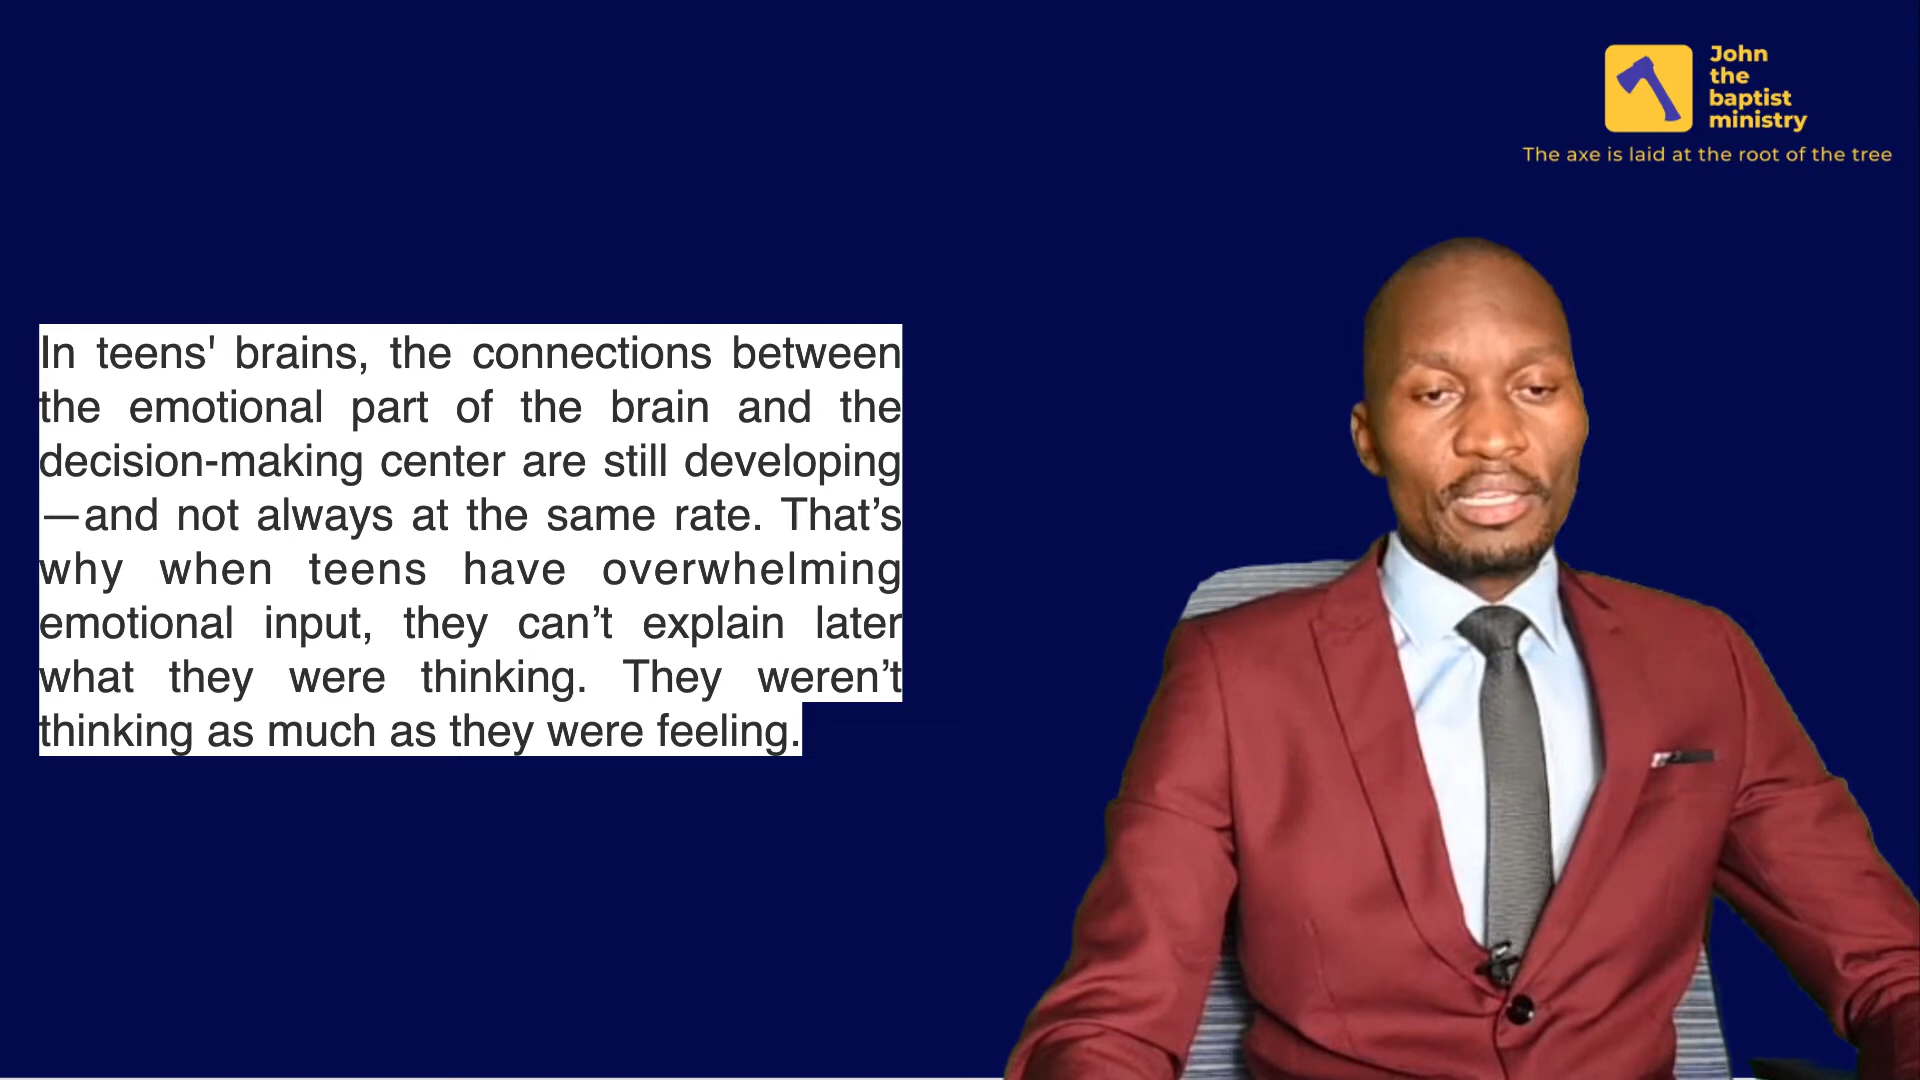 John
the
baptist
ministry
The axe is laid at the root of the tree
In teens' brains, the connections between
the emotional part of the brain and the
decision-making center are still developing
—and not always at the same rate. That’s
why when teens have overwhelming
emotional input, they can’t explain later
what they were thinking. They weren’t
thinking as much as they were feeling.